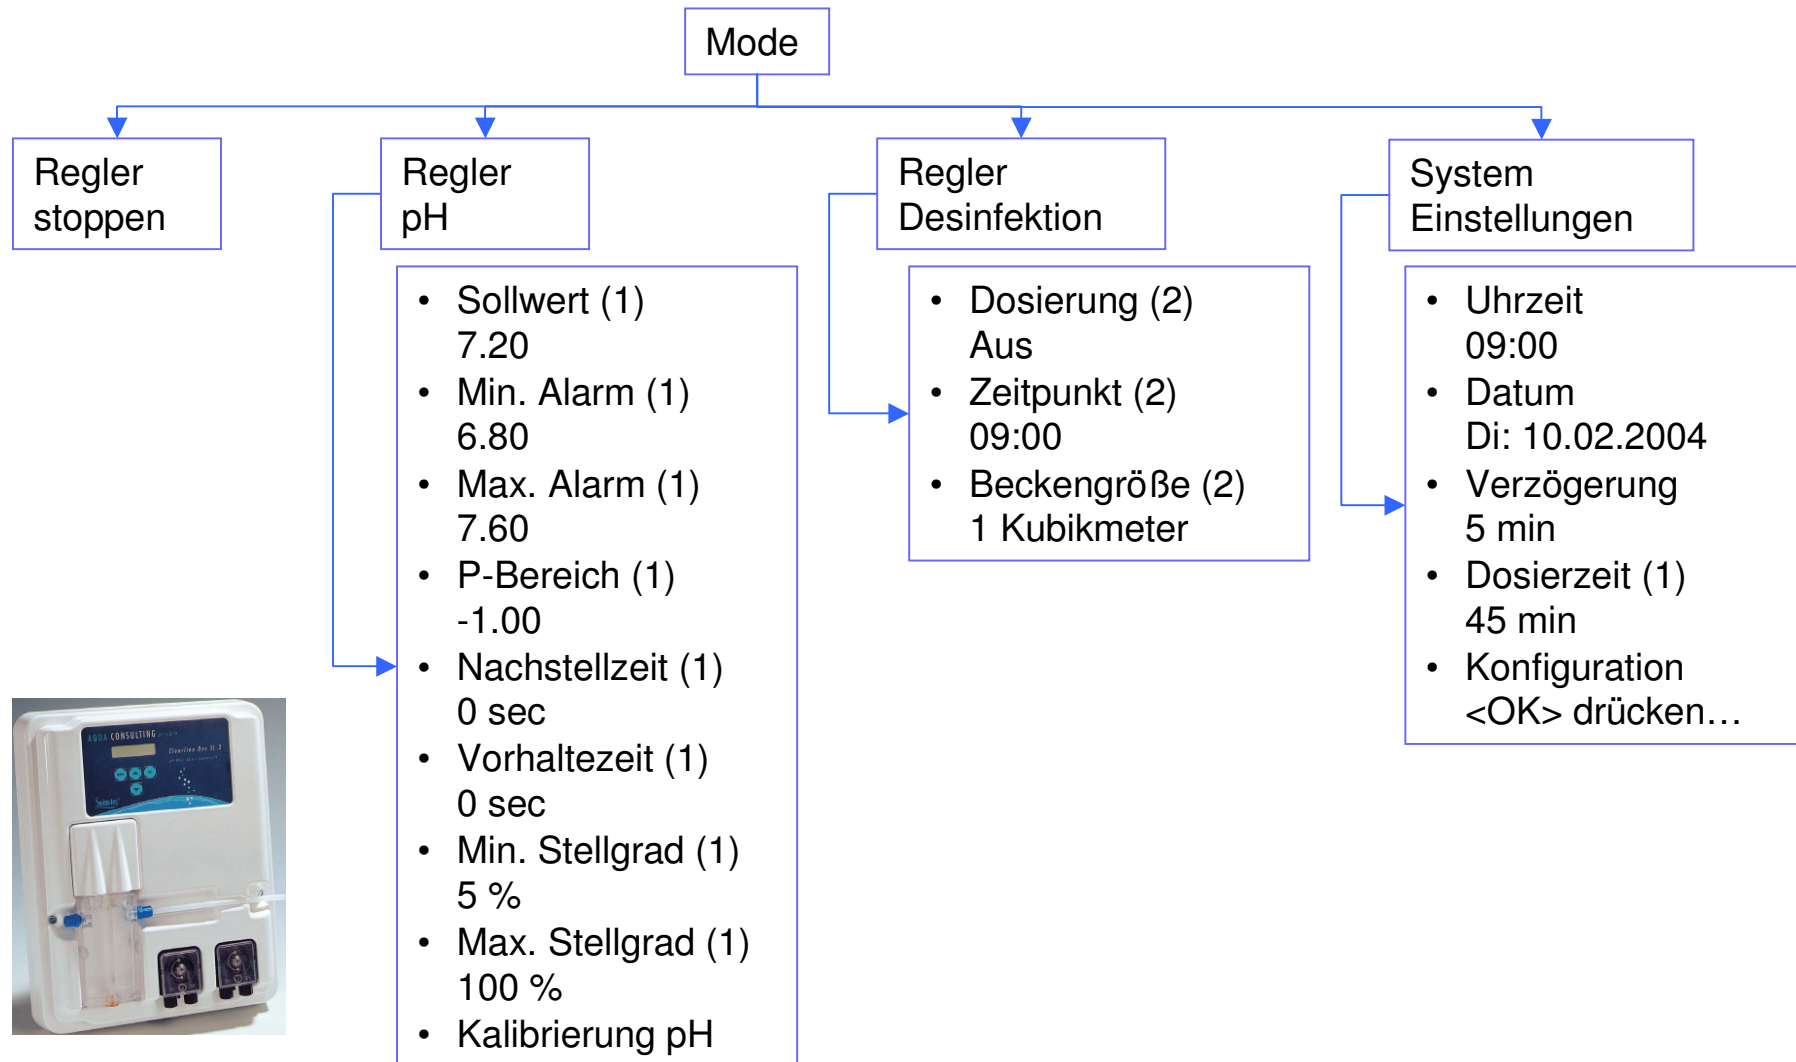 Mode
Regler
stoppen
Regler
pH
Regler
Desinfektion
System
Einstellungen
• Sollwert (1)
7.20
• Min. Alarm (1)
6.80
• Max. Alarm (1)
7.60
• P-Bereich (1)
-1.00
• Nachstellzeit (1)
0 sec
• Vorhaltezeit (1)
0 sec
• Min. Stellgrad (1)
5 %
• Max. Stellgrad (1)
100 %
• Kalibrierung pH
• Dosierung (2)
Aus
• Zeitpunkt (2)
09:00
• Beckengröße (2)
1 Kubikmeter
• Uhrzeit
09:00
• Datum
Di: 10.02.2004
• Verzögerung
5 min
• Dosierzeit (1)
45 min
• Konfiguration
<OK> drücken…
AQUA CONSULTING